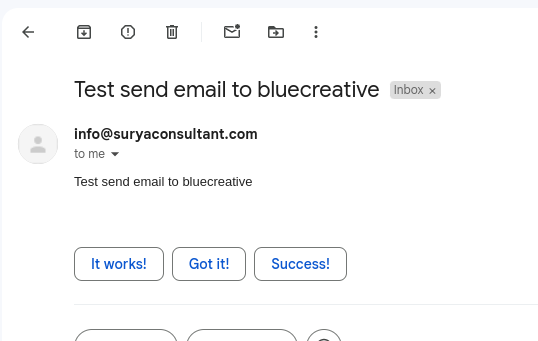 Test send email to bluecreative Inbox ×
info@suryaconsultant.com
to me
Test send email to bluecreative
It works! Got it! Success!